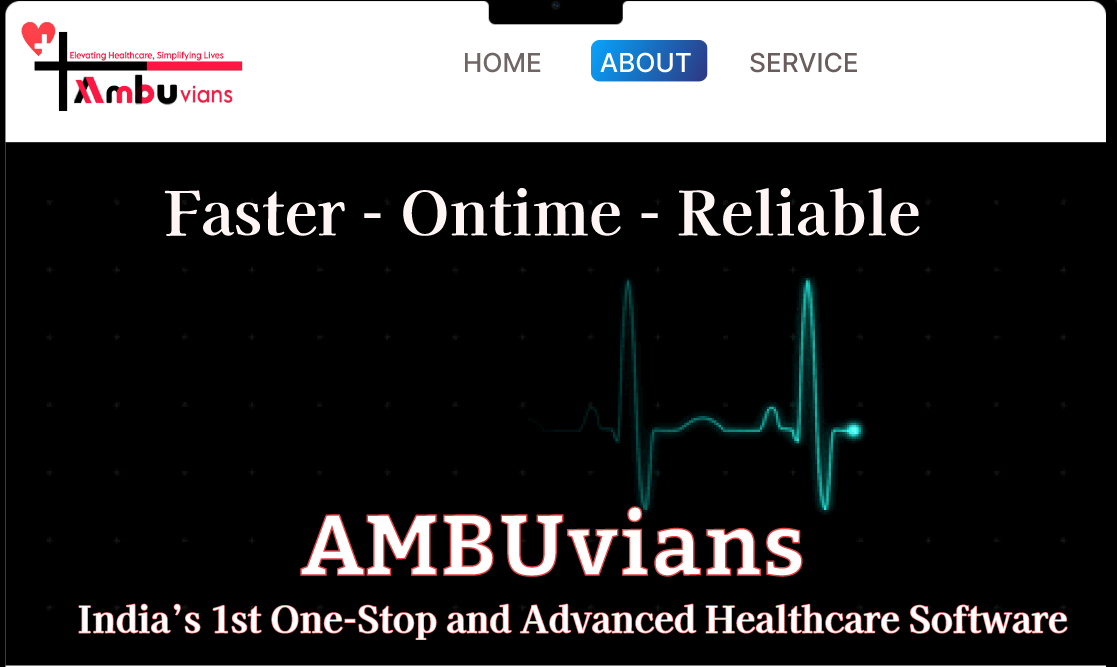 Elevating Healthcare, Simplifying Lives
Ambuvians
HOME ABOUT SERVICE
Faster - Ontime - Reliable
AMBUvians
India’s 1st One-Stop and Advanced Healthcare Software